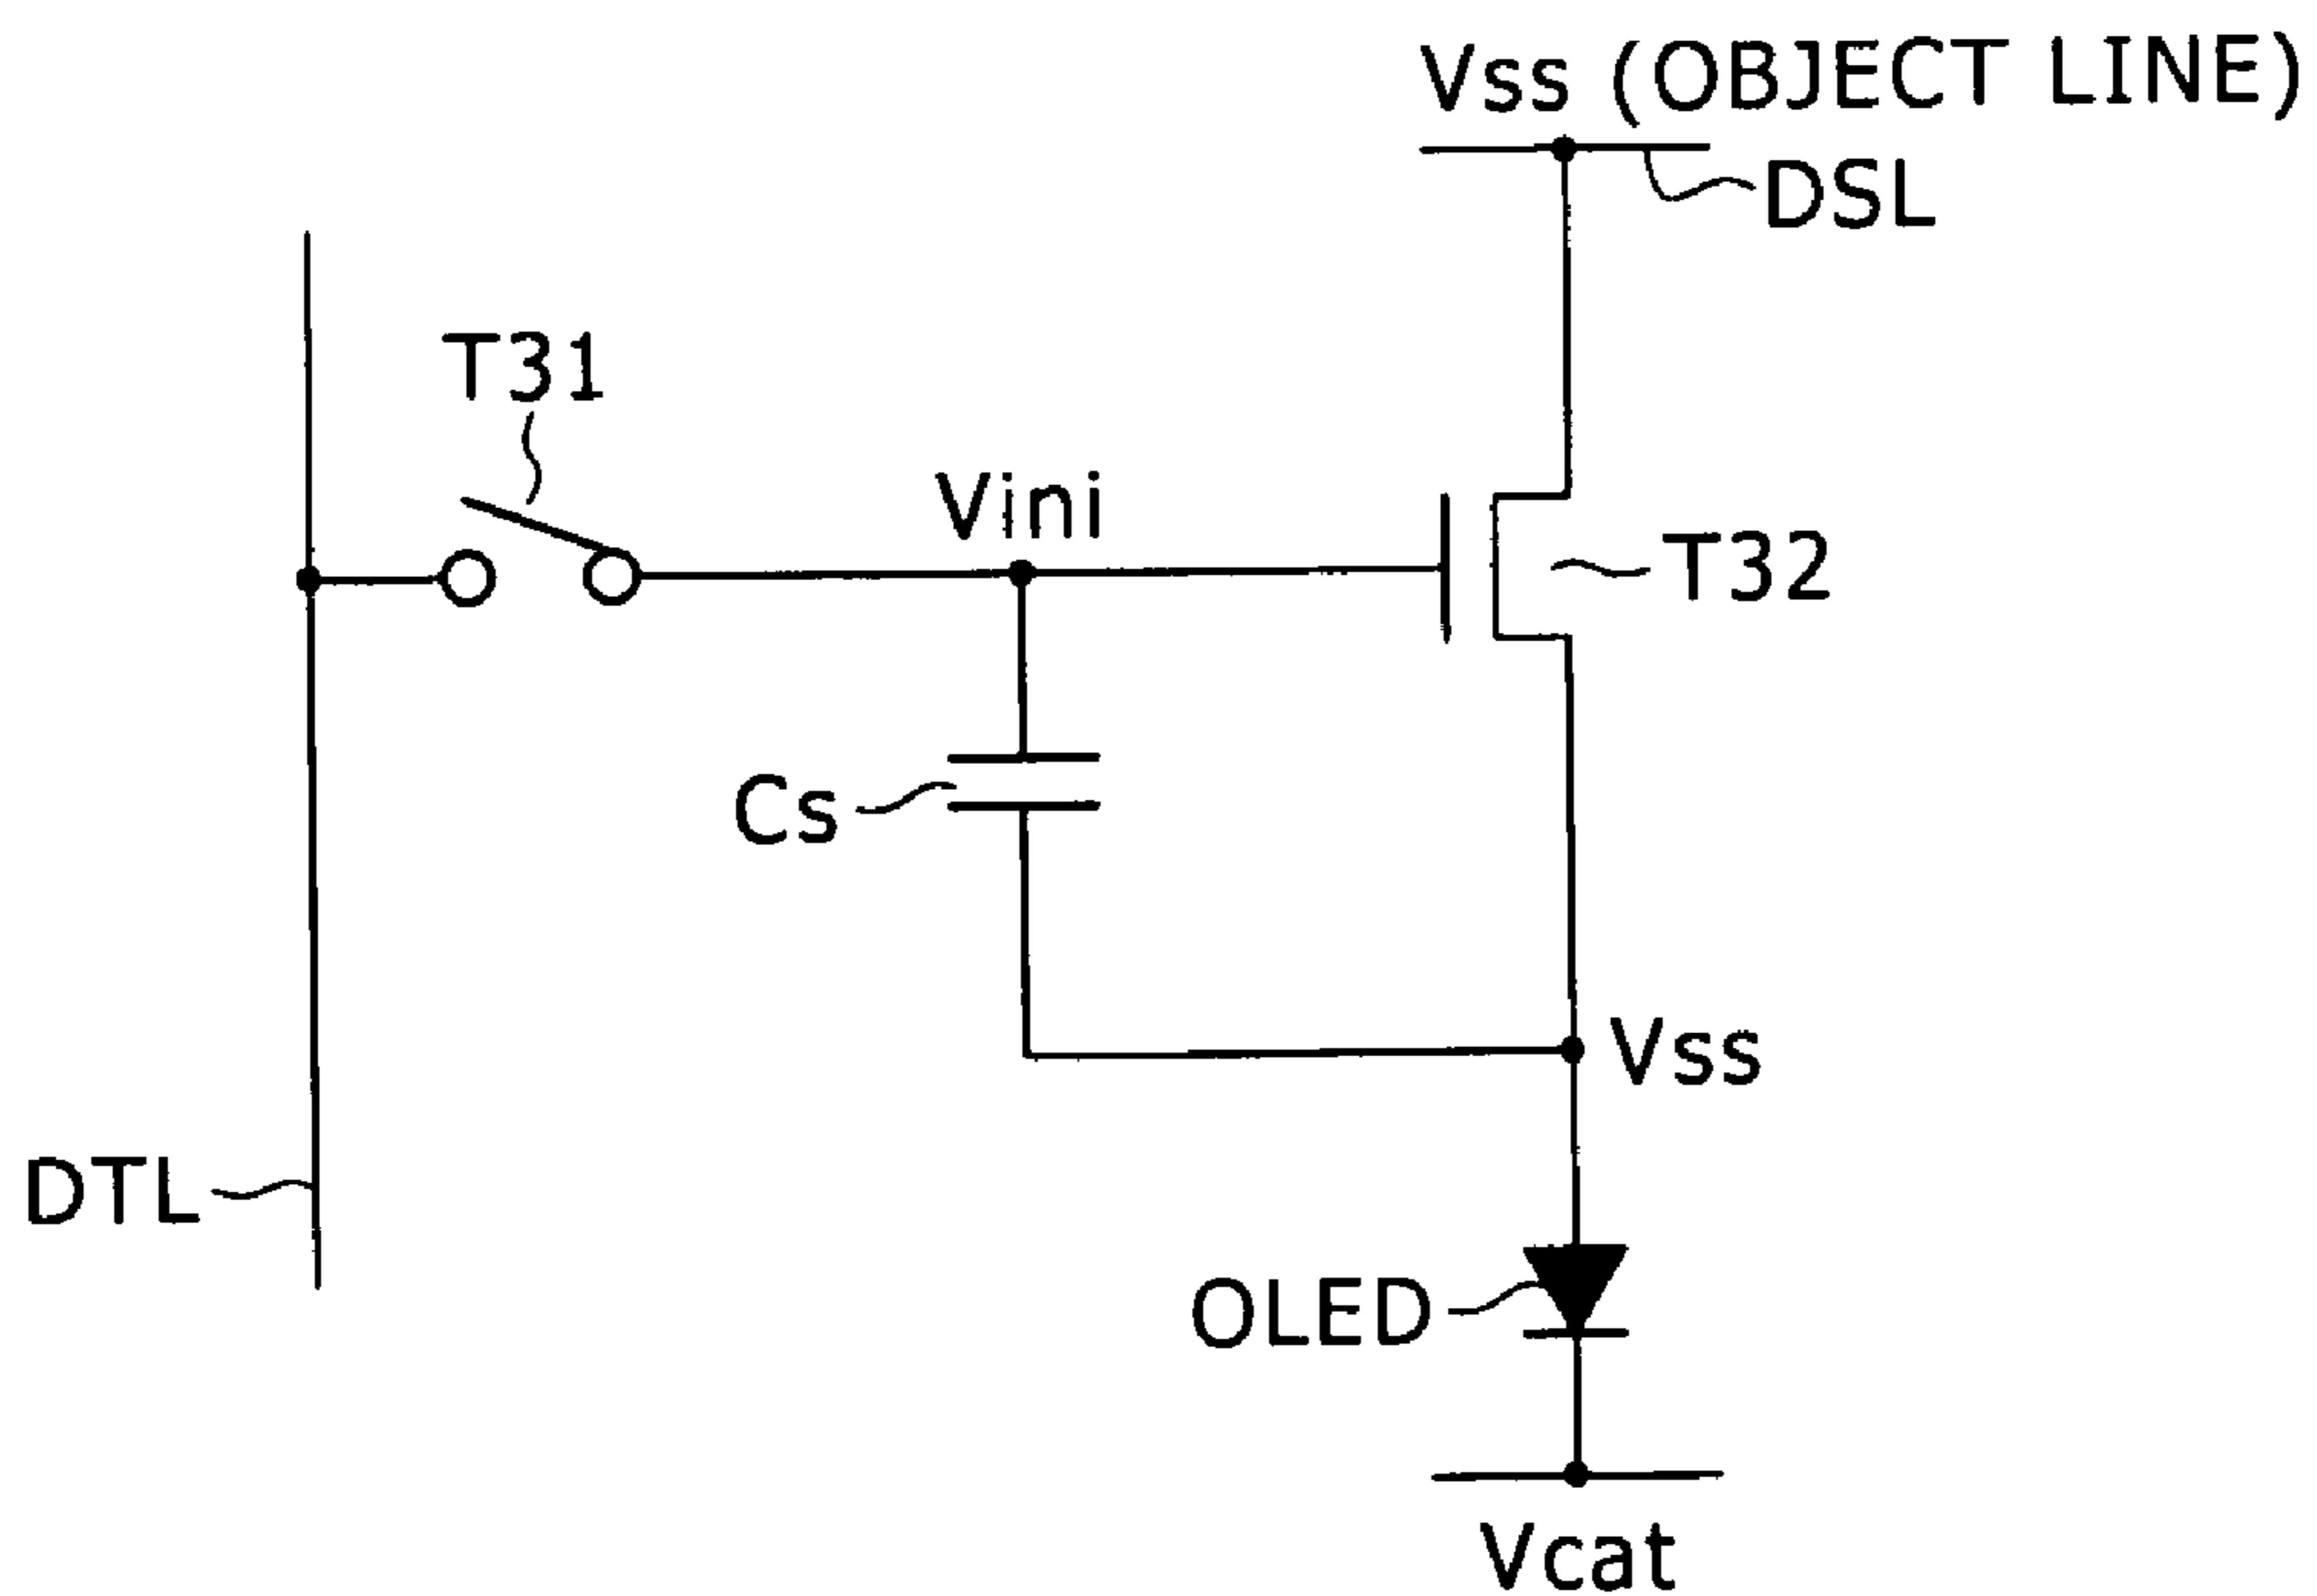 Vss (OBJECT LINE)
DSL
T31
Vini
T32
Cs
Vss
DTL
OLED
Vcat